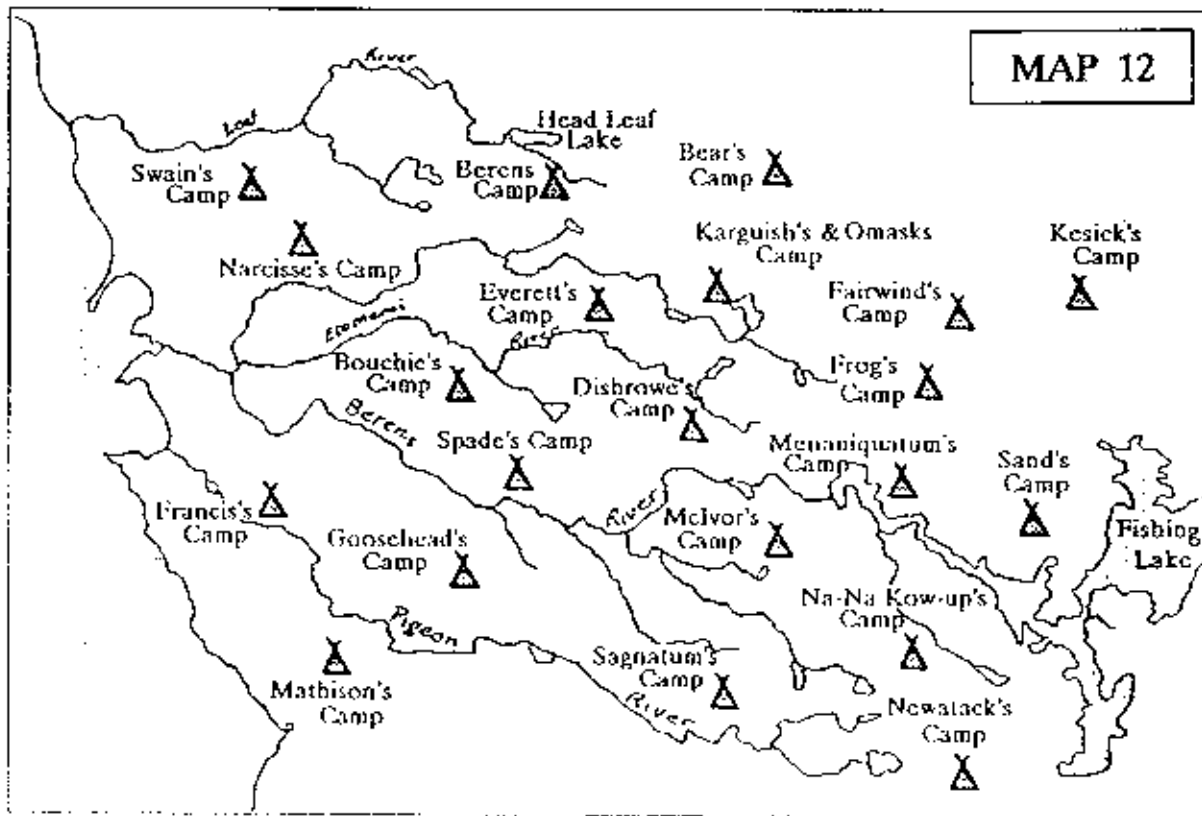 MAP 12
River
Head Leaf
Lake
Leaf
Swain's
Camp
Berens
Camp
Bear's
Camp
Narcisse's Camp
Karguish's & Omasks
Camp
Kesick's
Camp
Everett's
Camp
Fairwind's
Camp
Etomami
River
Bouchie's
Camp
Disbrowe's
Camp
Frog's
Camp
Berens
Spade's Camp
Menaniquatum's
Camp
Sand's
Camp
Francis's
Camp
River
McIvor's
Camp
Fishing
Lake
Goosehead's
Camp
Na-Na Kow-up's
Camp
Pigeon
Sagnatum's
Camp
Mathison's
Camp
River
Newatack's
Camp